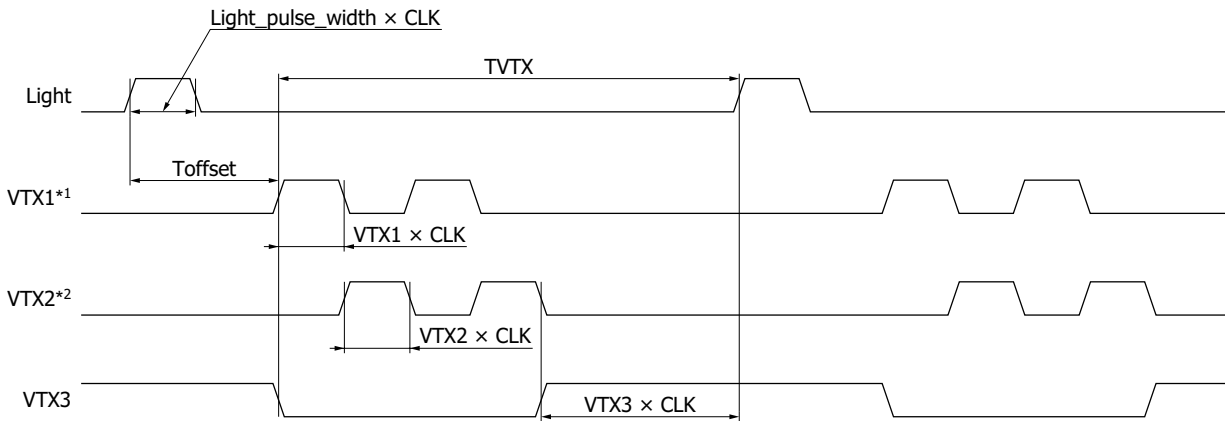 Light_pulse_width × CLK
TVTX
Light
Toffset
VTX1*1
VTX1 × CLK
VTX2*2
VTX2 × CLK
VTX3
VTX3 × CLK